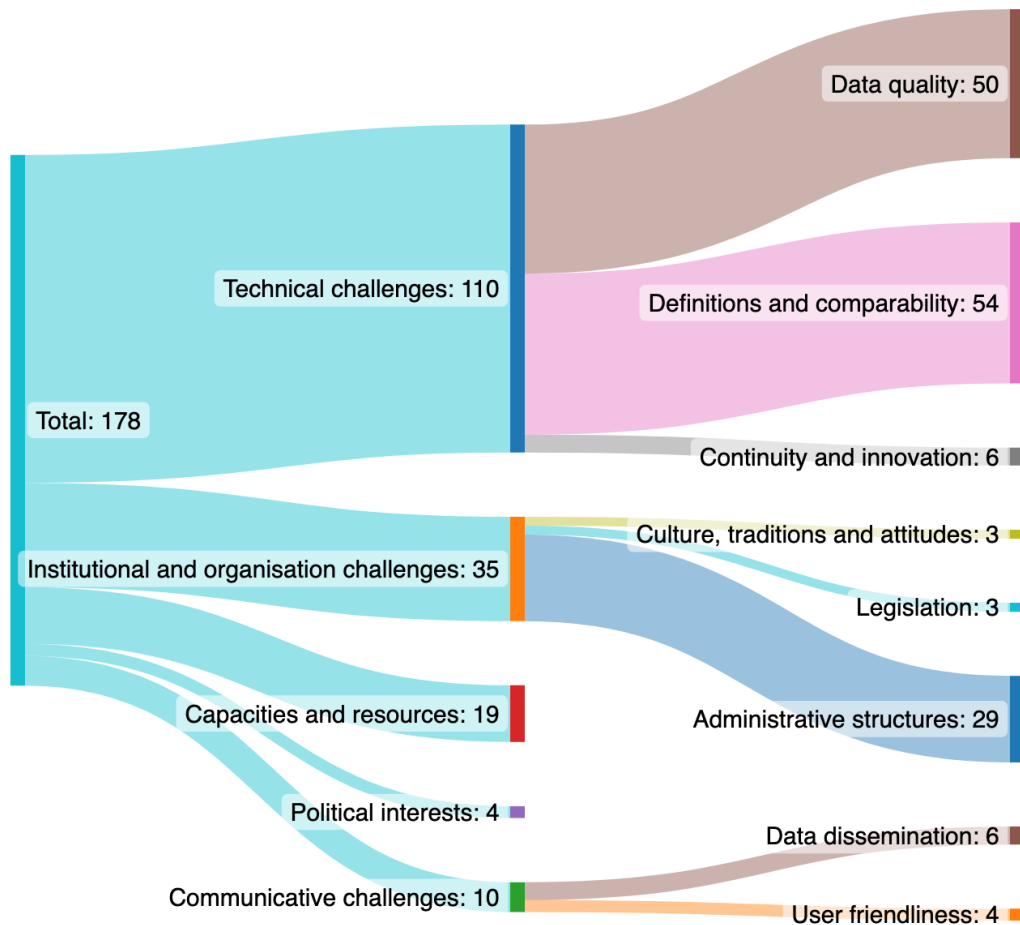 Data quality: 50
Technical challenges: 110
Definitions and comparability: 54
Total: 178
Continuity and innovation: 6
Culture, traditions and attitudes: 3
Institutional and organisation challenges: 35
Legislation: 3
Capacities and resources: 19
Administrative structures: 29
Political interests: 4
Data dissemination: 6
Communicative challenges: 10
User friendliness: 4